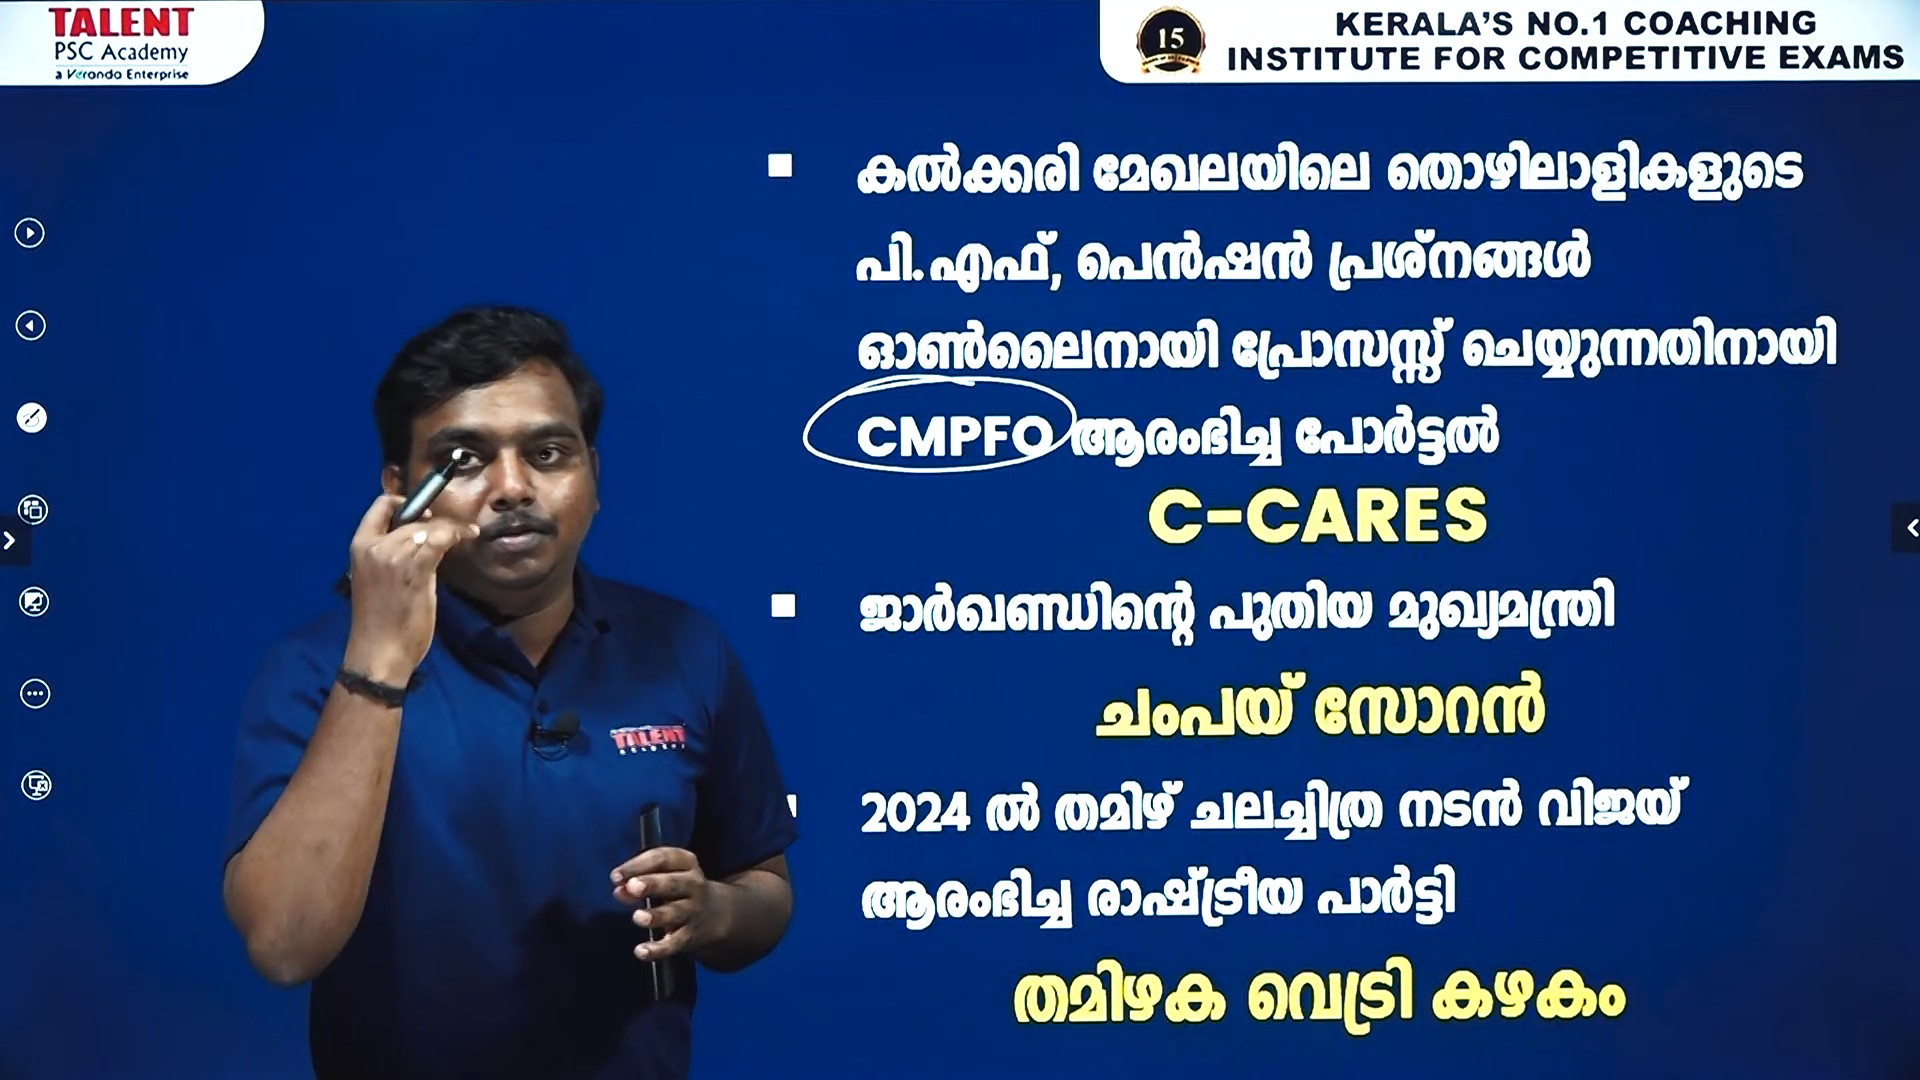 TALENT
PSC Academy
a Veranda Enterprise
15
KERALA'S NO.1 COACHING
INSTITUTE FOR COMPETITIVE EXAMS
കൽക്കരി മേഖലയിലെ തൊഴിലാളികളുടെ
പി.എഫ്, പെൻഷൻ പ്രശ്നങ്ങൾ
ഓൺലൈനായി പ്രോസസ്സ് ചെയ്യുന്നതിനായി
CMPFO ആരംഭിച്ച പോർട്ടൽ
C-CARES
ജാർഖണ്ഡിന്റെ പുതിയ മുഖ്യമന്ത്രി
ചംപയ് സോറൻ
2024 ൽ തമിഴ് ചലച്ചിത്ര നടൻ വിജയ്
ആരംഭിച്ച രാഷ്ട്രീയ പാർട്ടി
തമിഴക വെട്രി കഴകം
TALENT